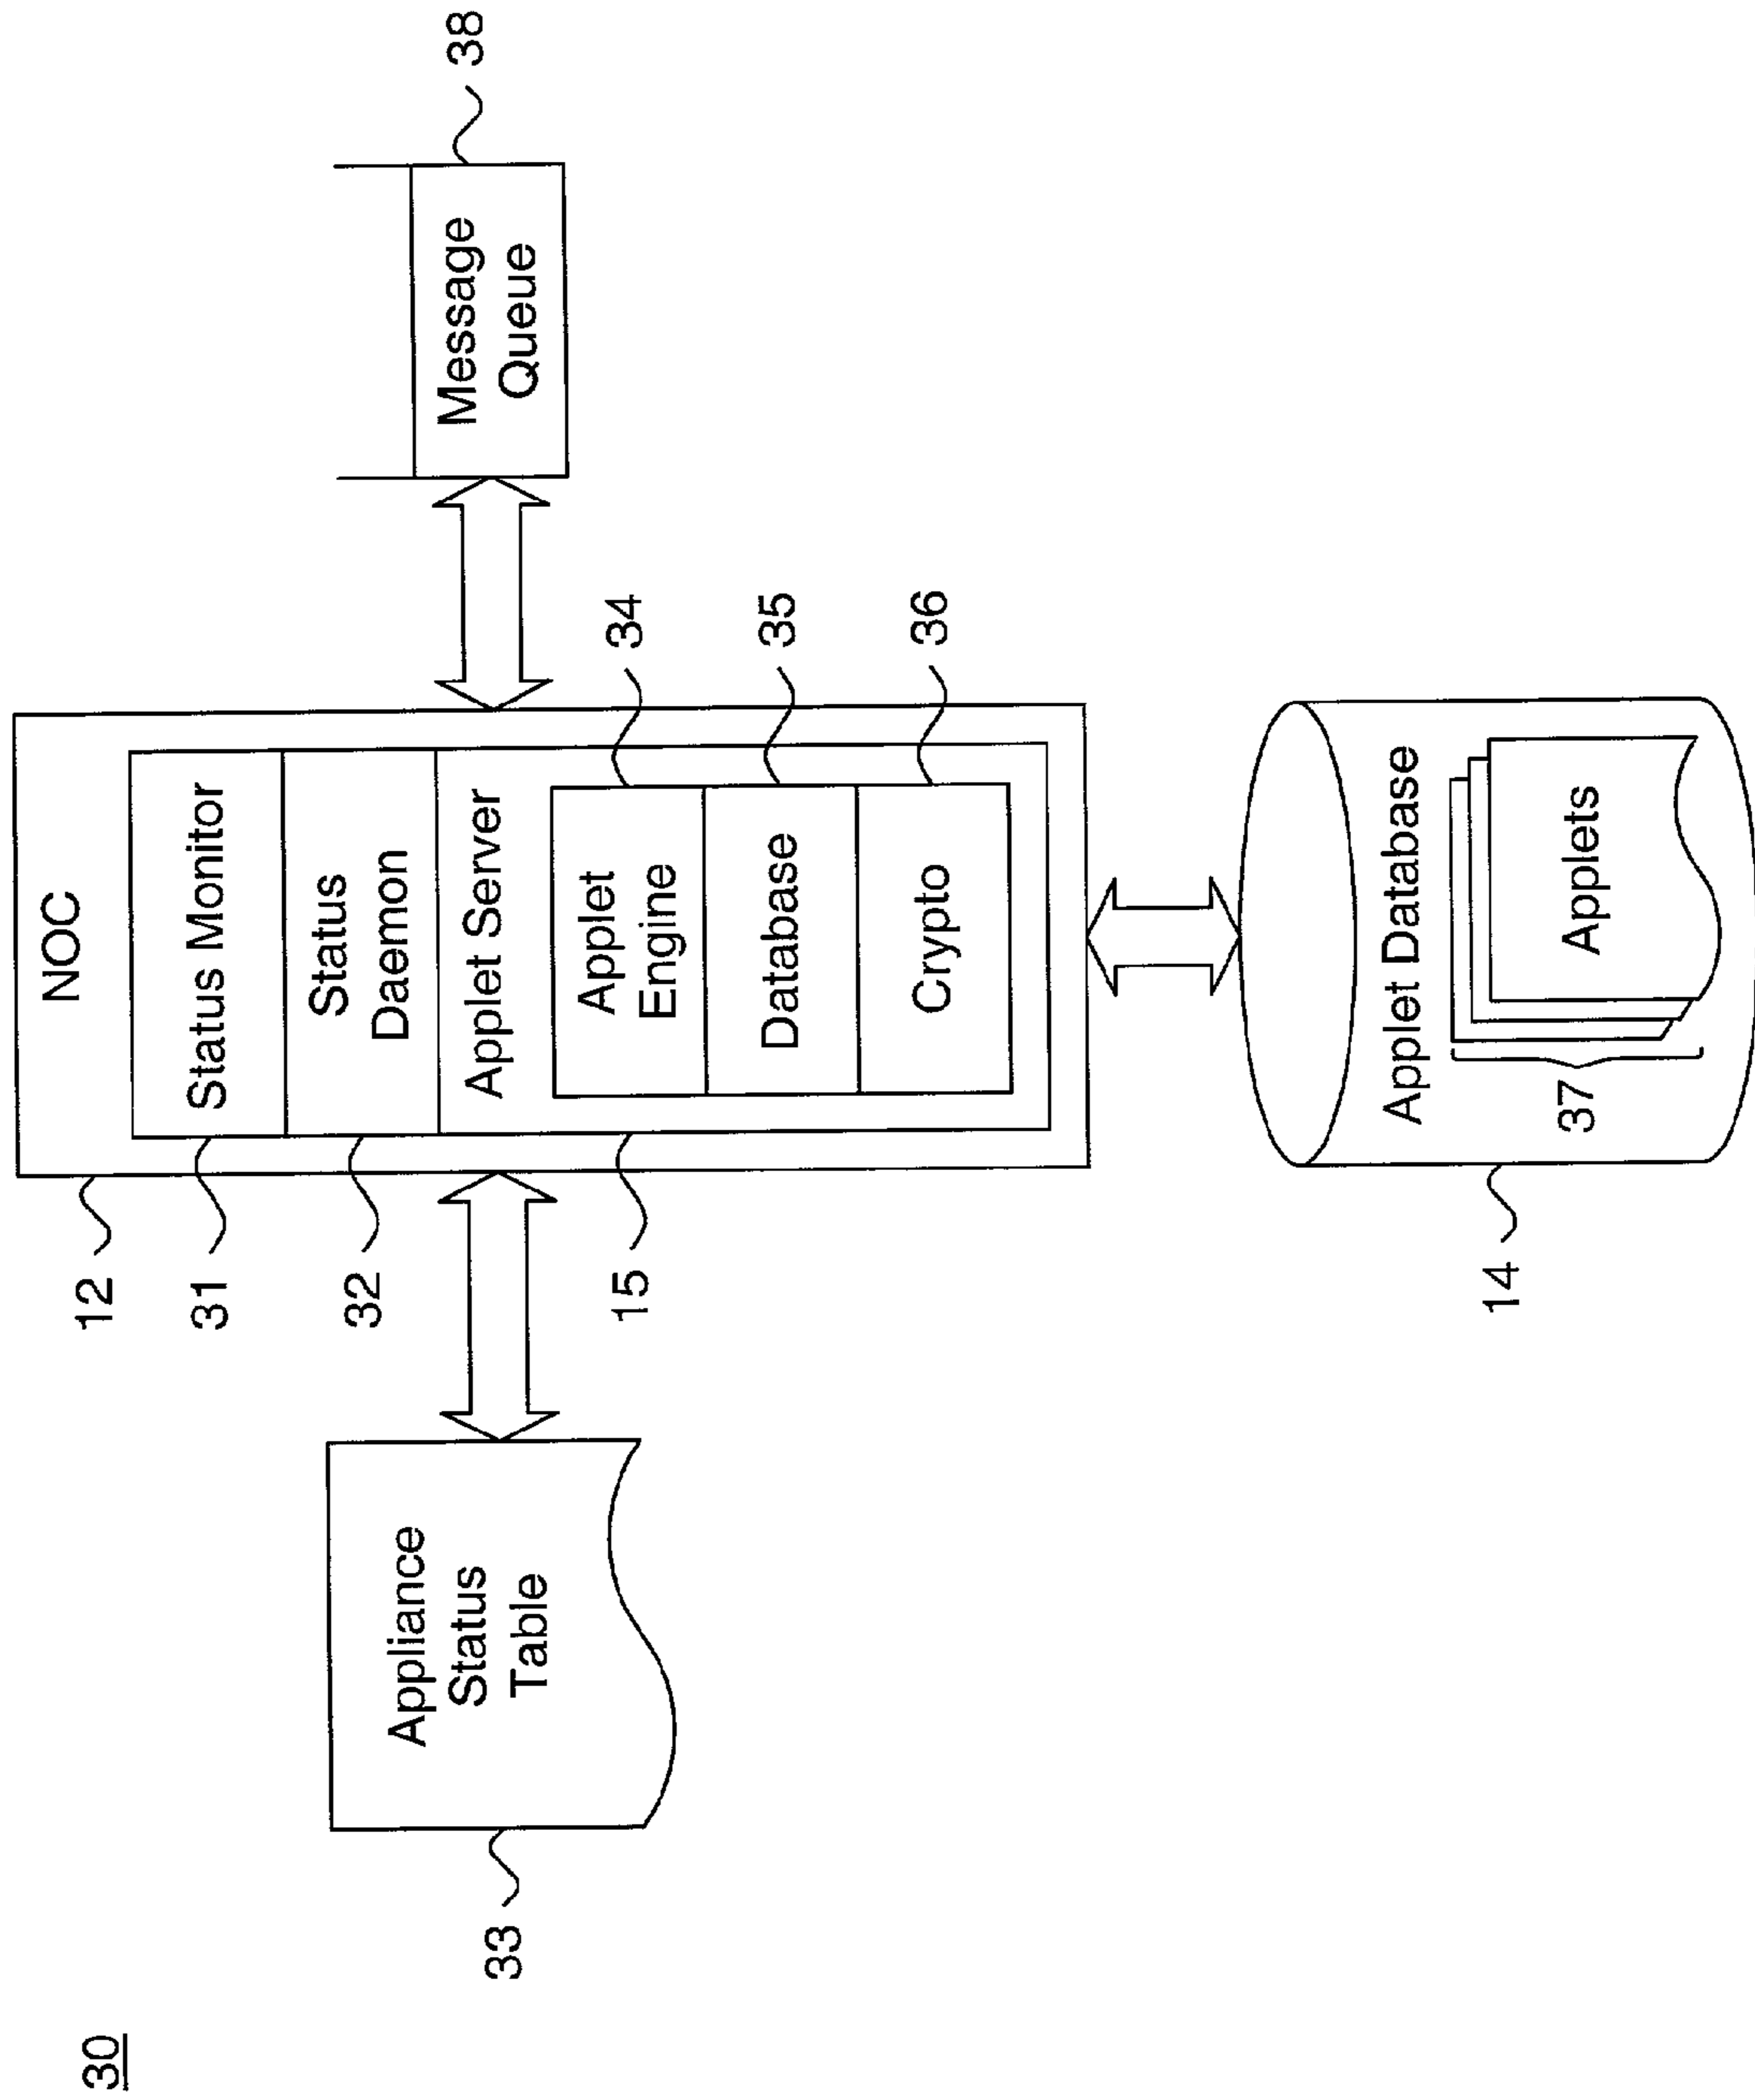 30
NOC
12
Status Monitor
31
Status
Daemon
32
Applet Server
15
Applet
Engine
34
Database
35
Crypto
36
Appliance
Status
Table
33
Message
Queue
38
Applet Database
Applets
37
14